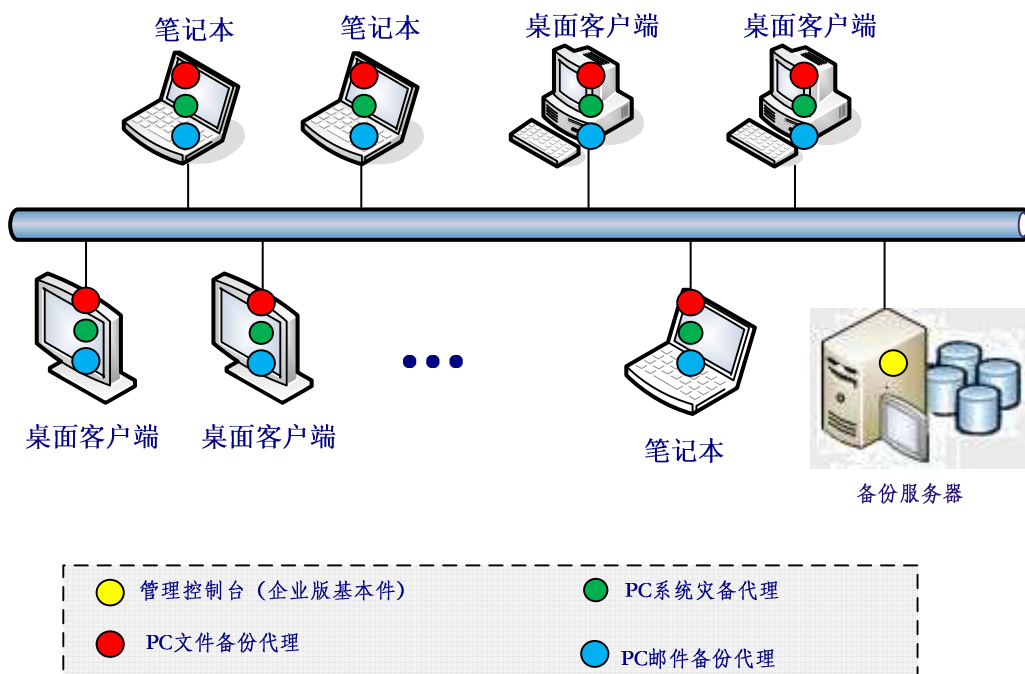 笔记本
笔记本
桌面客户端
桌面客户端
桌面客户端
桌面客户端
笔记本
备份服务器
管理控制台（企业版基本件）
PC系统灾备代理
PC文件备份代理
PC邮件备份代理